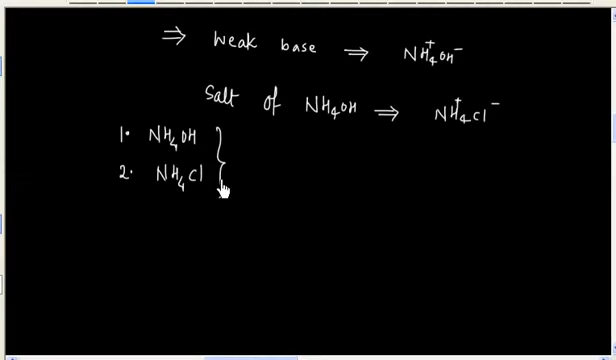 ⇒ Weak base ⇒ NH₄⁺OH⁻
Salt of NH₄OH ⇒ NH₄⁺Cl⁻
1. NH₄OH
2. NH₄Cl